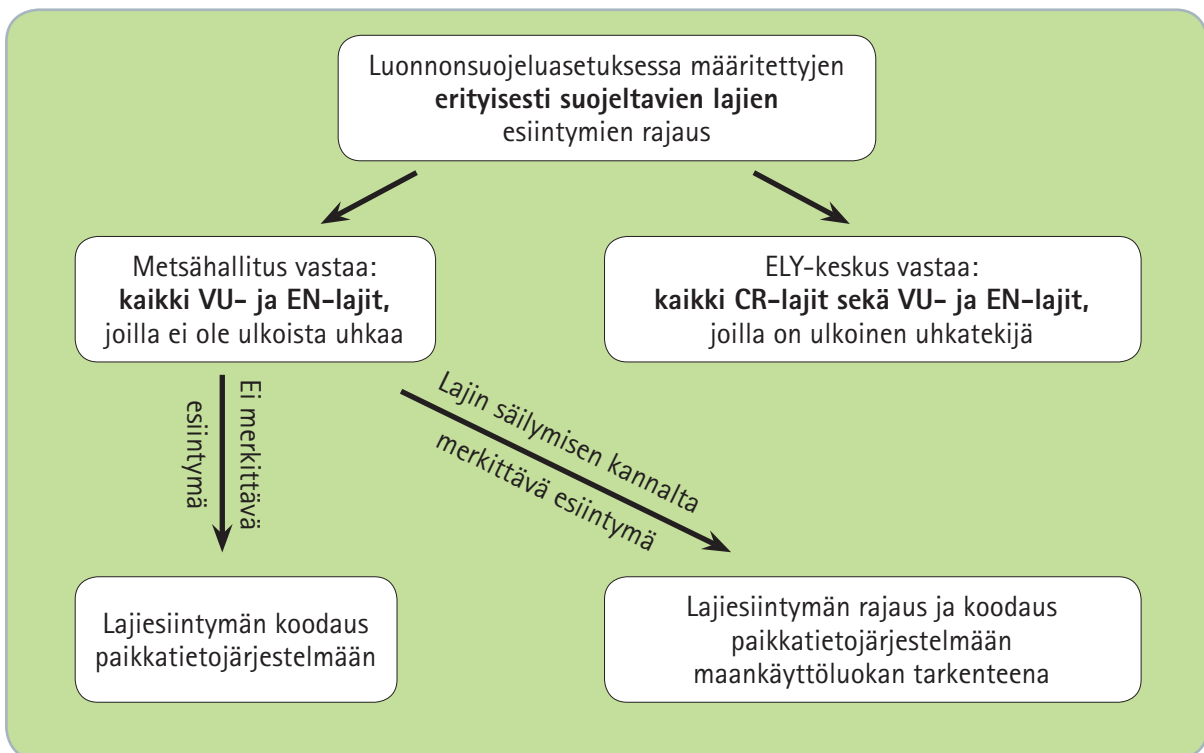 Luonnonsuojeluasetuksessa määritettyjen
erityisesti suojeltavien lajien
esiintymien rajaus
Metsähallitus vastaa:
kaikki VU- ja EN-lajit,
joilla ei ole ulkoista uhkaa
ELY-keskus vastaa:
kaikki CR-lajit sekä VU- ja EN-lajit,
joilla on ulkoinen uhkatekijä
Ei merkittävä
esiintymä
Lajin säilymisen kannalta
merkittävä esiintymä
Lajiesiintymän koodaus
paikkatietojärjestelmään
Lajiesiintymän rajaus ja koodaus
paikkatietojärjestelmään
maankäyttöluokan tarkenteena